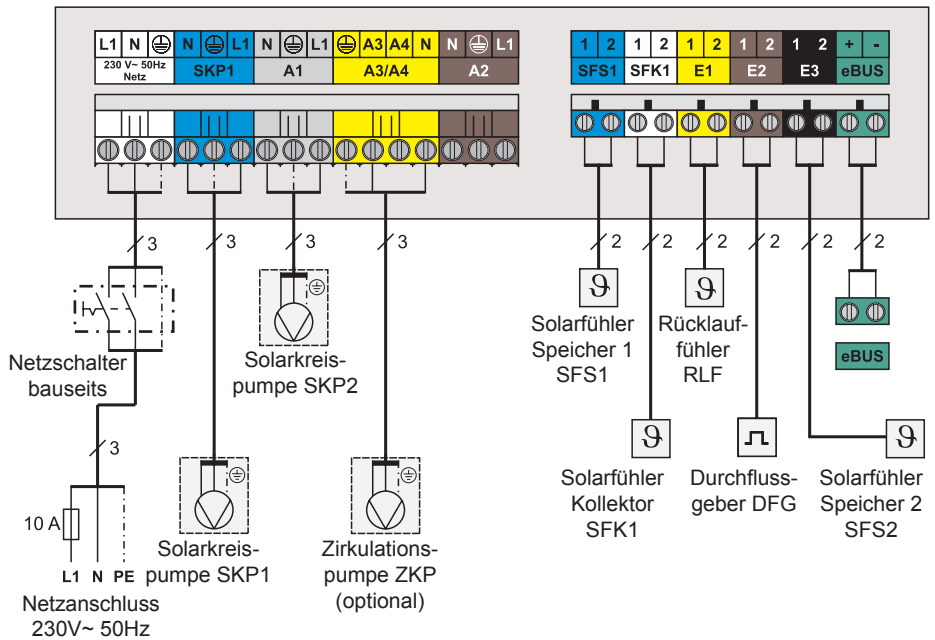 L1 N N L1 N L1 A3 A4 N N L1
230 V~ 50Hz
Netz
SKP1 A1 A3/A4 A2
1 2 1 2 1 2 1 2 1 2 + -
SFS1 SFK1 E1 E2 E3 eBUS
3 3 3 3 2 2 2 2 2 2
Netzschalter
bauseits
Solarkreis-
pumpe SKP2
ϑ
Solarfühler
Speicher 1
SFS1
ϑ
Rücklauf-
fühler
RLF
eBUS
3
10 A
L1 N PE
Netzanschluss
230V~ 50Hz
Solarkreis-
pumpe SKP1
Zirkulations-
pumpe ZKP
(optional)
ϑ
Solarfühler
Kollektor
SFK1
Durchfluss-
geber DFG
ϑ
Solarfühler
Speicher 2
SFS2